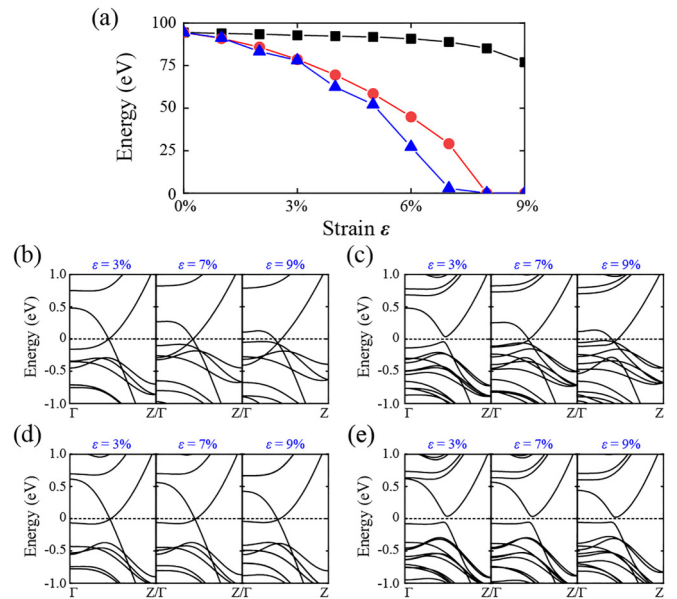 (a)
100
75
50
25
0
Energy (eV)
0% 3% 6% 9%
Strain ε
(b) (c)
ε = 3% ε = 7% ε = 9% ε = 3% ε = 7% ε = 9%
1.0 1.0
0.5 0.5
0 0
-0.5 -0.5
-1.0 -1.0
Energy (eV) Energy (eV)
Γ Z/Γ Z/Γ Z Γ Z/Γ Z/Γ Z
(d) (e)
ε = 3% ε = 7% ε = 9% ε = 3% ε = 7% ε = 9%
1.0 1.0
0.5 0.5
0 0
-0.5 -0.5
-1.0 -1.0
Energy (eV) Energy (eV)
Γ Z/Γ Z/Γ Z Γ Z/Γ Z/Γ Z